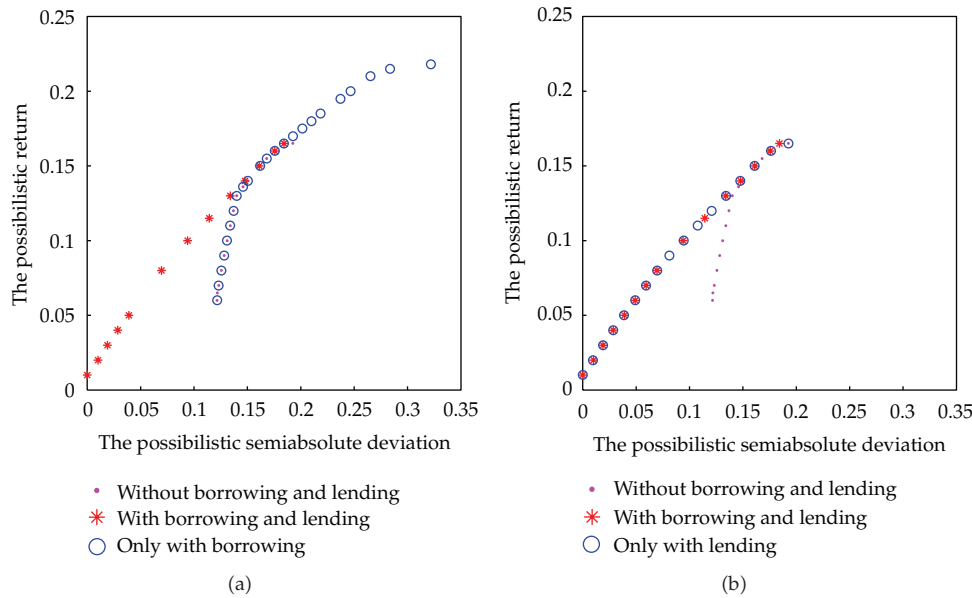 0.25
0.2
0.15
0.1
0.05
0
The possibilistic return
0 0.05 0.1 0.15 0.2 0.25 0.3 0.35
The possibilistic semiabsolute deviation
Without borrowing and lending
With borrowing and lending
Only with borrowing
(a)
0.25
0.2
0.15
0.1
0.05
0
The possibilistic return
0 0.05 0.1 0.15 0.2 0.25 0.3 0.35
The possibilistic semiabsolute deviation
Without borrowing and lending
With borrowing and lending
Only with lending
(b)